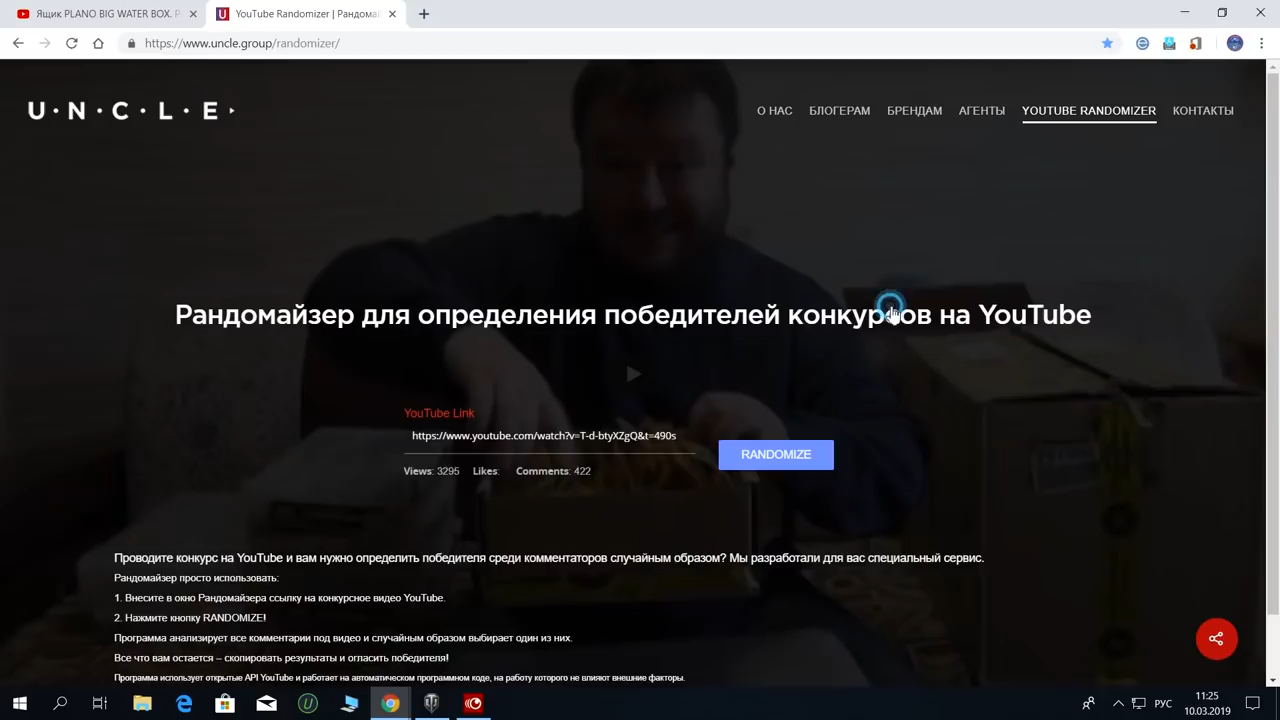 Ящик PLANO BIG WATER BOX. P
YouTube Randomizer | Рандомай
https://www.uncle.group/randomizer/
U·N·C·L·E
О НАС БЛОГЕРАМ БРЕНДАМ АГЕНТЫ YOUTUBE RANDOMIZER КОНТАКТЫ
Рандомайзер для определения победителей конкурсов на YouTube
YouTube Link
https://www.youtube.com/watch?v=T-d-btyXZgQ&t=490s
RANDOMIZE
Views: 3295 Likes: Comments: 422
Проводите конкурс на YouTube и вам нужно определить победителя среди комментаторов случайным образом? Мы разработали для вас специальный сервис.
Рандомайзер просто использовать:
1. Внесите в окно Рандомайзера ссылку на конкурсное видео YouTube.
2. Нажмите кнопку RANDOMIZE!
Программа анализирует все комментарии под видео и случайным образом выбирает один из них.
Все что вам остается – скопировать результаты и огласить победителя!
Программа использует открытые API YouTube и работает на автоматическом программном коде, на работу которого не влияют внешние факторы.
РУС
11:25
10.03.2019